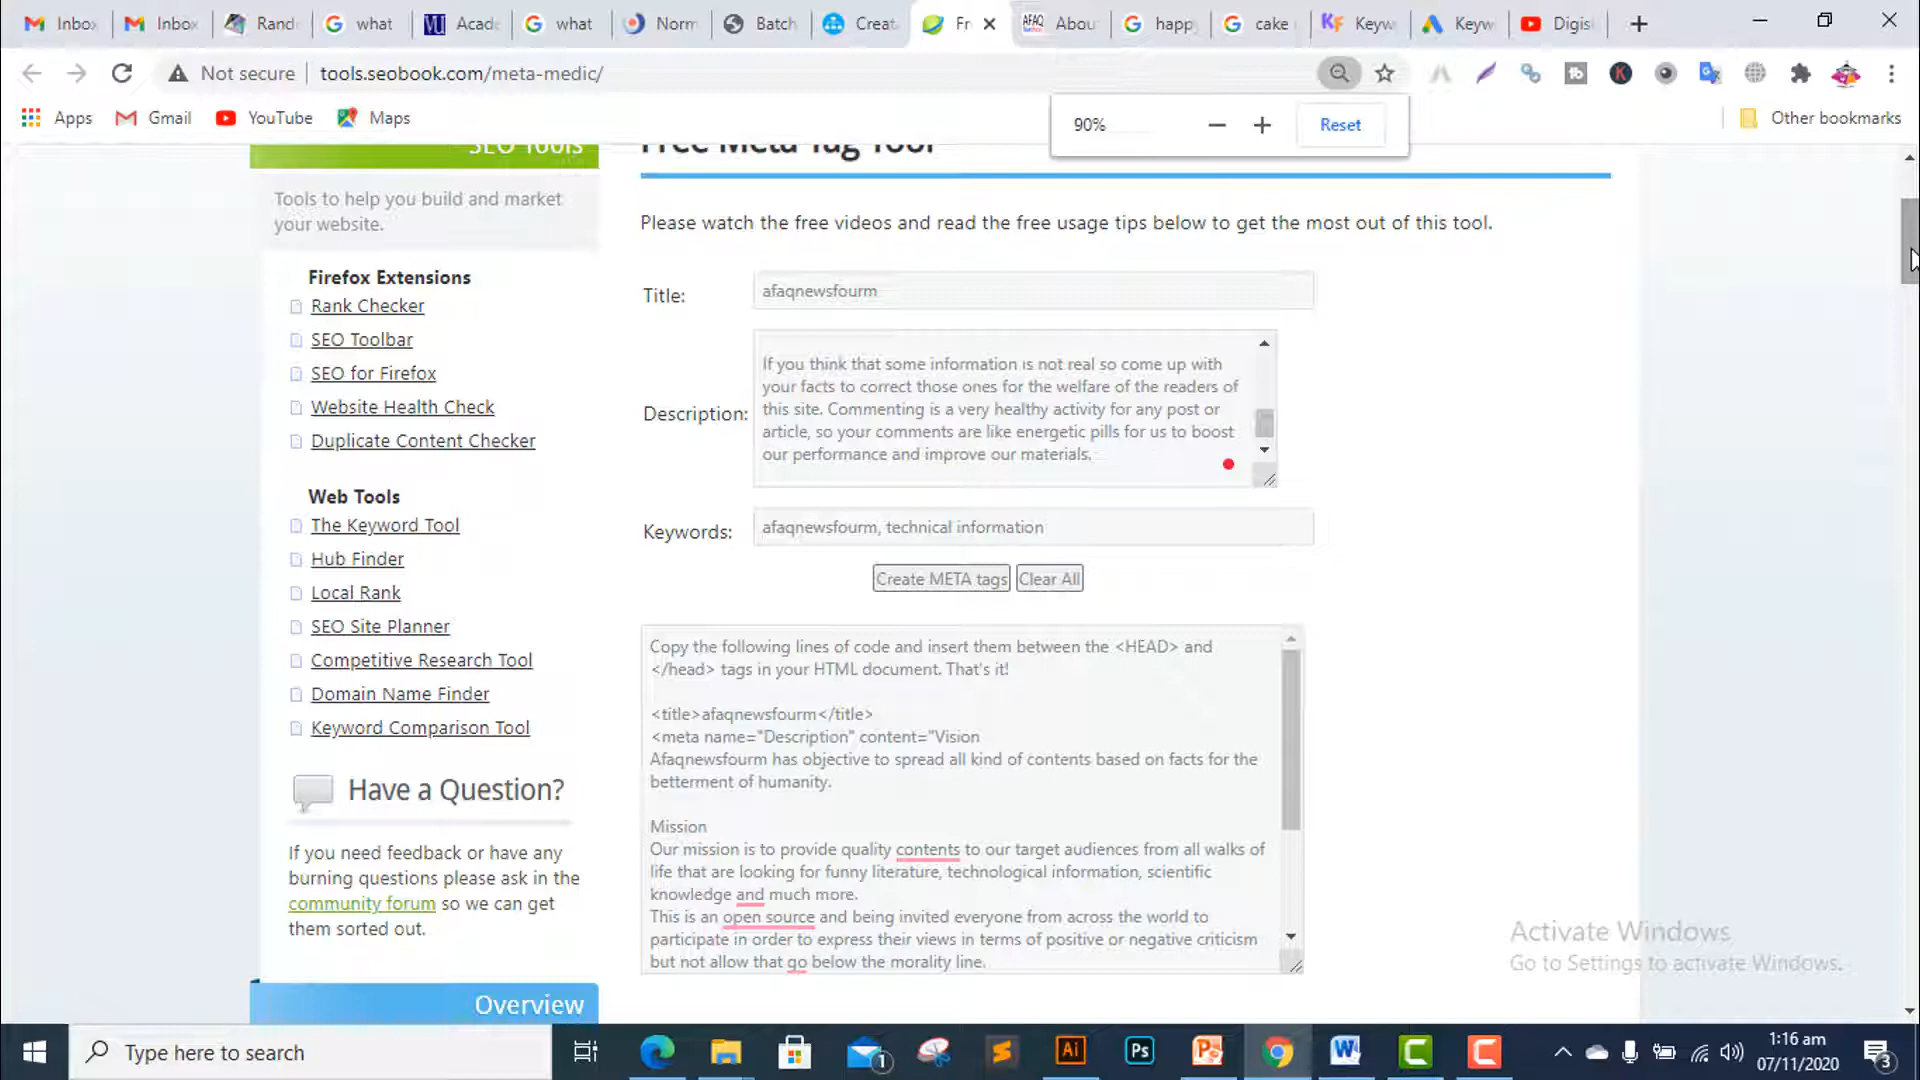 Inbo
Inbox
Rand
what
Acade
what
Norm
Batch
Creat
Fr
Abou
happy
cake
Keyw
Keyw
Digis
Not secure
tools.seobook.com/meta-medic/
Apps
Gmail
YouTube
Maps
Other bookmarks
90%
Reset
SEO Tools
Free Meta Tag Tool
Tools to help you build and market
your website.
Please watch the free videos and read the free usage tips below to get the most out of this tool.
Firefox Extensions
Rank Checker
SEO Toolbar
SEO for Firefox
Website Health Check
Duplicate Content Checker
Web Tools
The Keyword Tool
Hub Finder
Local Rank
SEO Site Planner
Competitive Research Tool
Domain Name Finder
Keyword Comparison Tool
Have a Question?
If you need feedback or have any
burning questions please ask in the
community forum so we can get
them sorted out.
Overview
Title:
afaqnewsfourm
Description:
If you think that some information is not real so come up with
your facts to correct those ones for the welfare of the readers of
this site. Commenting is a very healthy activity for any post or
article, so your comments are like energetic pills for us to boost
our performance and improve our materials.
Keywords:
afaqnewsfourm, technical information
Create META tags
Clear All
Copy the following lines of code and insert them between the <HEAD> and
</head> tags in your HTML document. That's it!
<title>afaqnewsfourm</title>
<meta name="Description" content="Vision
Afaqnewsfourm has objective to spread all kind of contents based on facts for the
betterment of humanity.
Mission
Our mission is to provide quality contents to our target audiences from all walks of
life that are looking for funny literature, technological information, scientific
knowledge and much more.
This is an open source and being invited everyone from across the world to
participate in order to express their views in terms of positive or negative criticism
but not allow that go below the morality line.
Activate Windows
Go to Settings to activate Windows.
Type here to search
1
Ai
Ps
1:16 am
07/11/2020
3